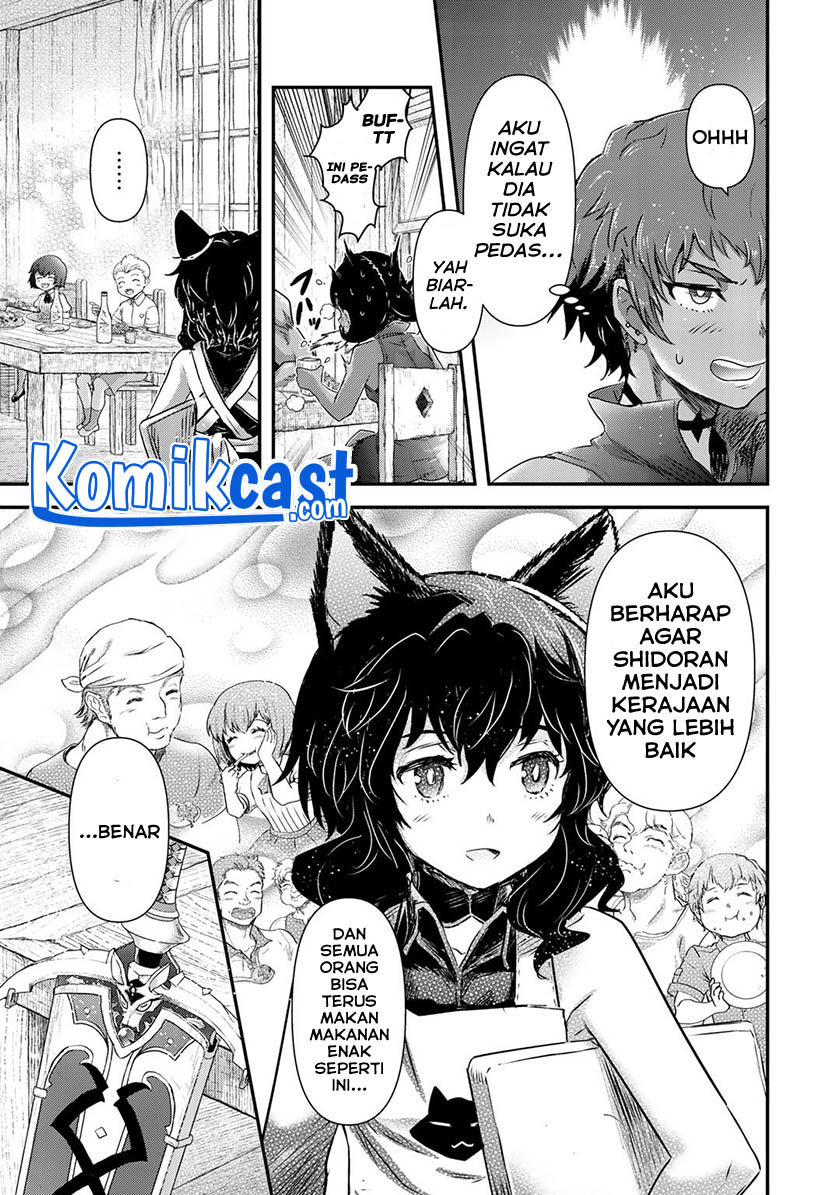 OHHH
AKU
INGAT
KALAU
DIA
TIDAK
SUKA
PEDAS...
YAH
BIAR-
LAH.
BUF-
TT
INI PE-
DASS
...
Komikcast
.com
AKU
BERHARAP
AGAR
SHIDORAN
MENJADI
KERAJAAN
YANG LEBIH
BAIK
DAN
SEMUA
ORANG
BISA
TERUS
MAKAN
MAKANAN
ENAK
SEPERTI
INI...
...BENAR